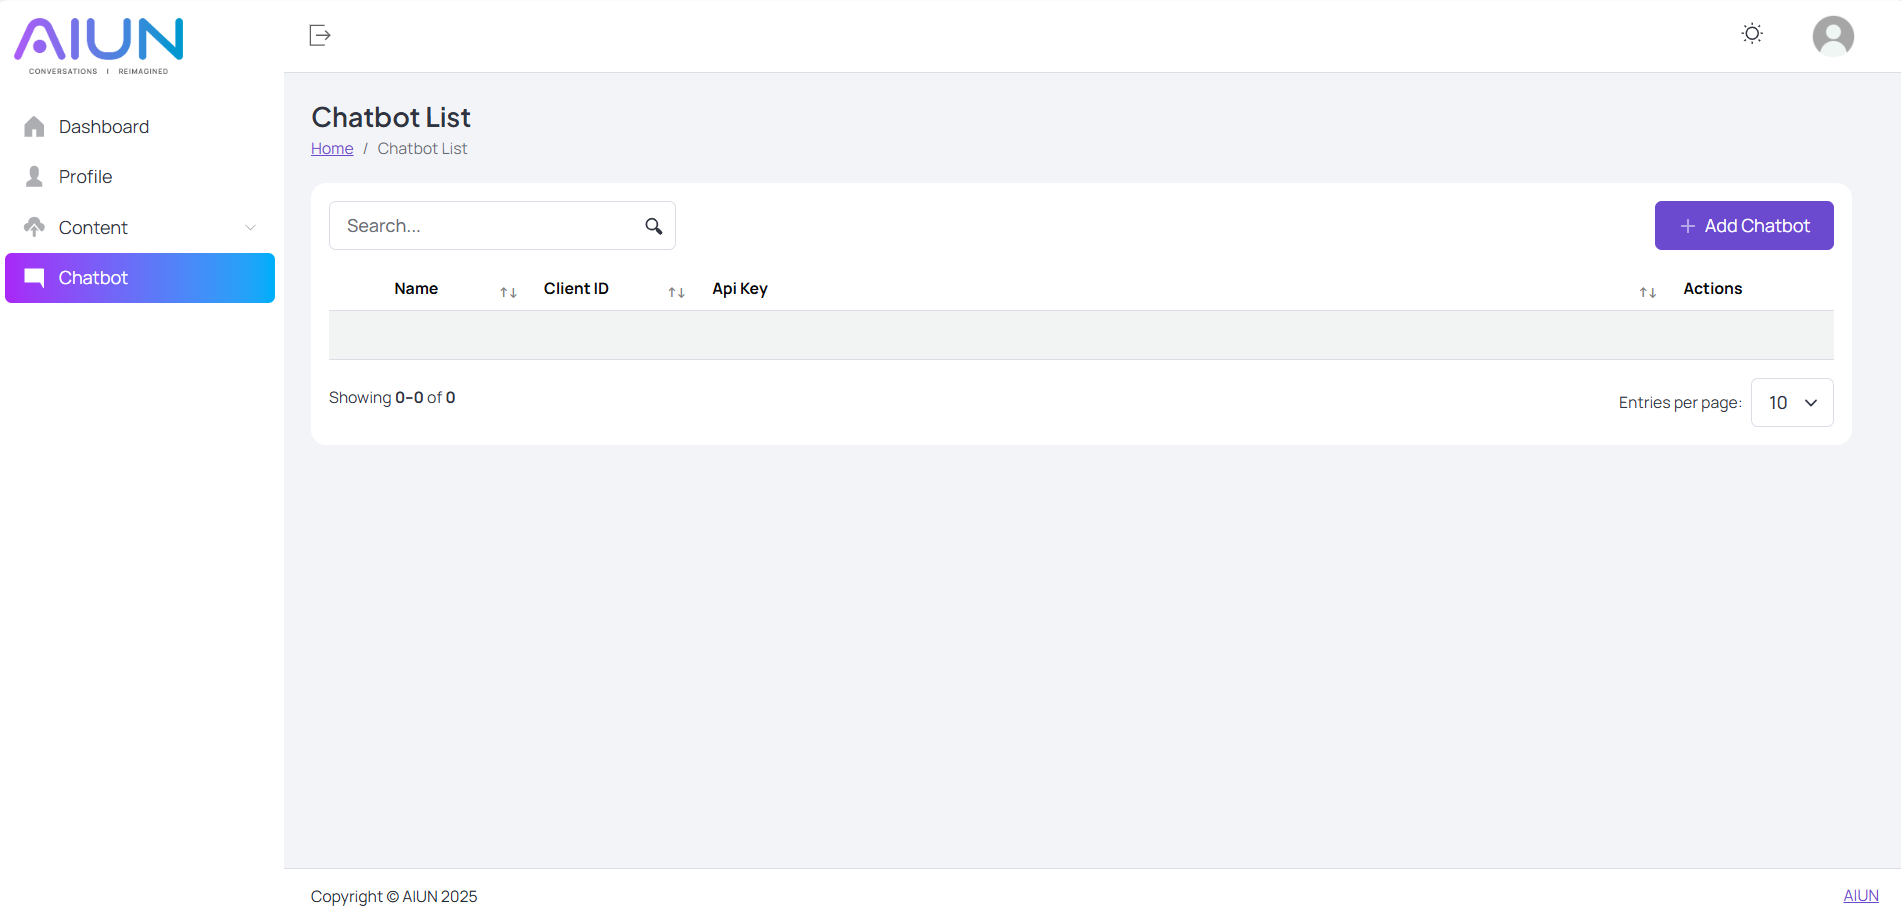 AIUN
CONVERSATIONS | REIMAGINED
Dashboard
Profile
Content
Chatbot
Chatbot List
Home / Chatbot List
Search...
+ Add Chatbot
Name ↑↓ Client ID ↑↓ Api Key ↑↓ Actions
Showing 0–0 of 0
Entries per page: 10
Copyright © AIUN 2025
AIUN